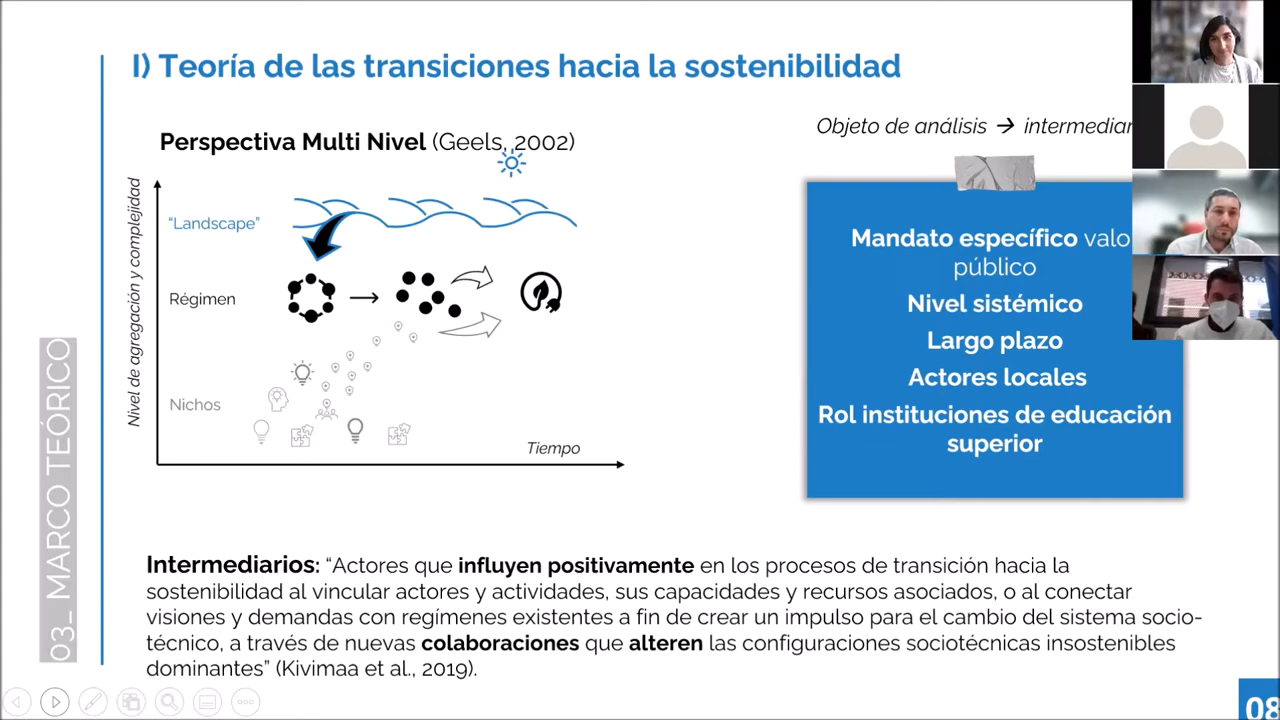 I) Teoría de las transiciones hacia la sostenibilidad
Perspectiva Multi Nivel (Geels, 2002)
Nivel de agregación y complejidad
"Landscape"
Régimen
Nichos
Tiempo
Objeto de análisis → intermediar
Mandato específico valo
público
Nivel sistémico
Largo plazo
Actores locales
Rol instituciones de educación
superior
03_ MARCO TEÓRICO
Intermediarios: “Actores que influyen positivamente en los procesos de transición hacia la
sostenibilidad al vincular actores y actividades, sus capacidades y recursos asociados, o al conectar
visiones y demandas con regímenes existentes a fin de crear un impulso para el cambio del sistema socio-
técnico, a través de nuevas colaboraciones que alteren las configuraciones sociotécnicas insostenibles
dominantes” (Kivimaa et al., 2019).
08